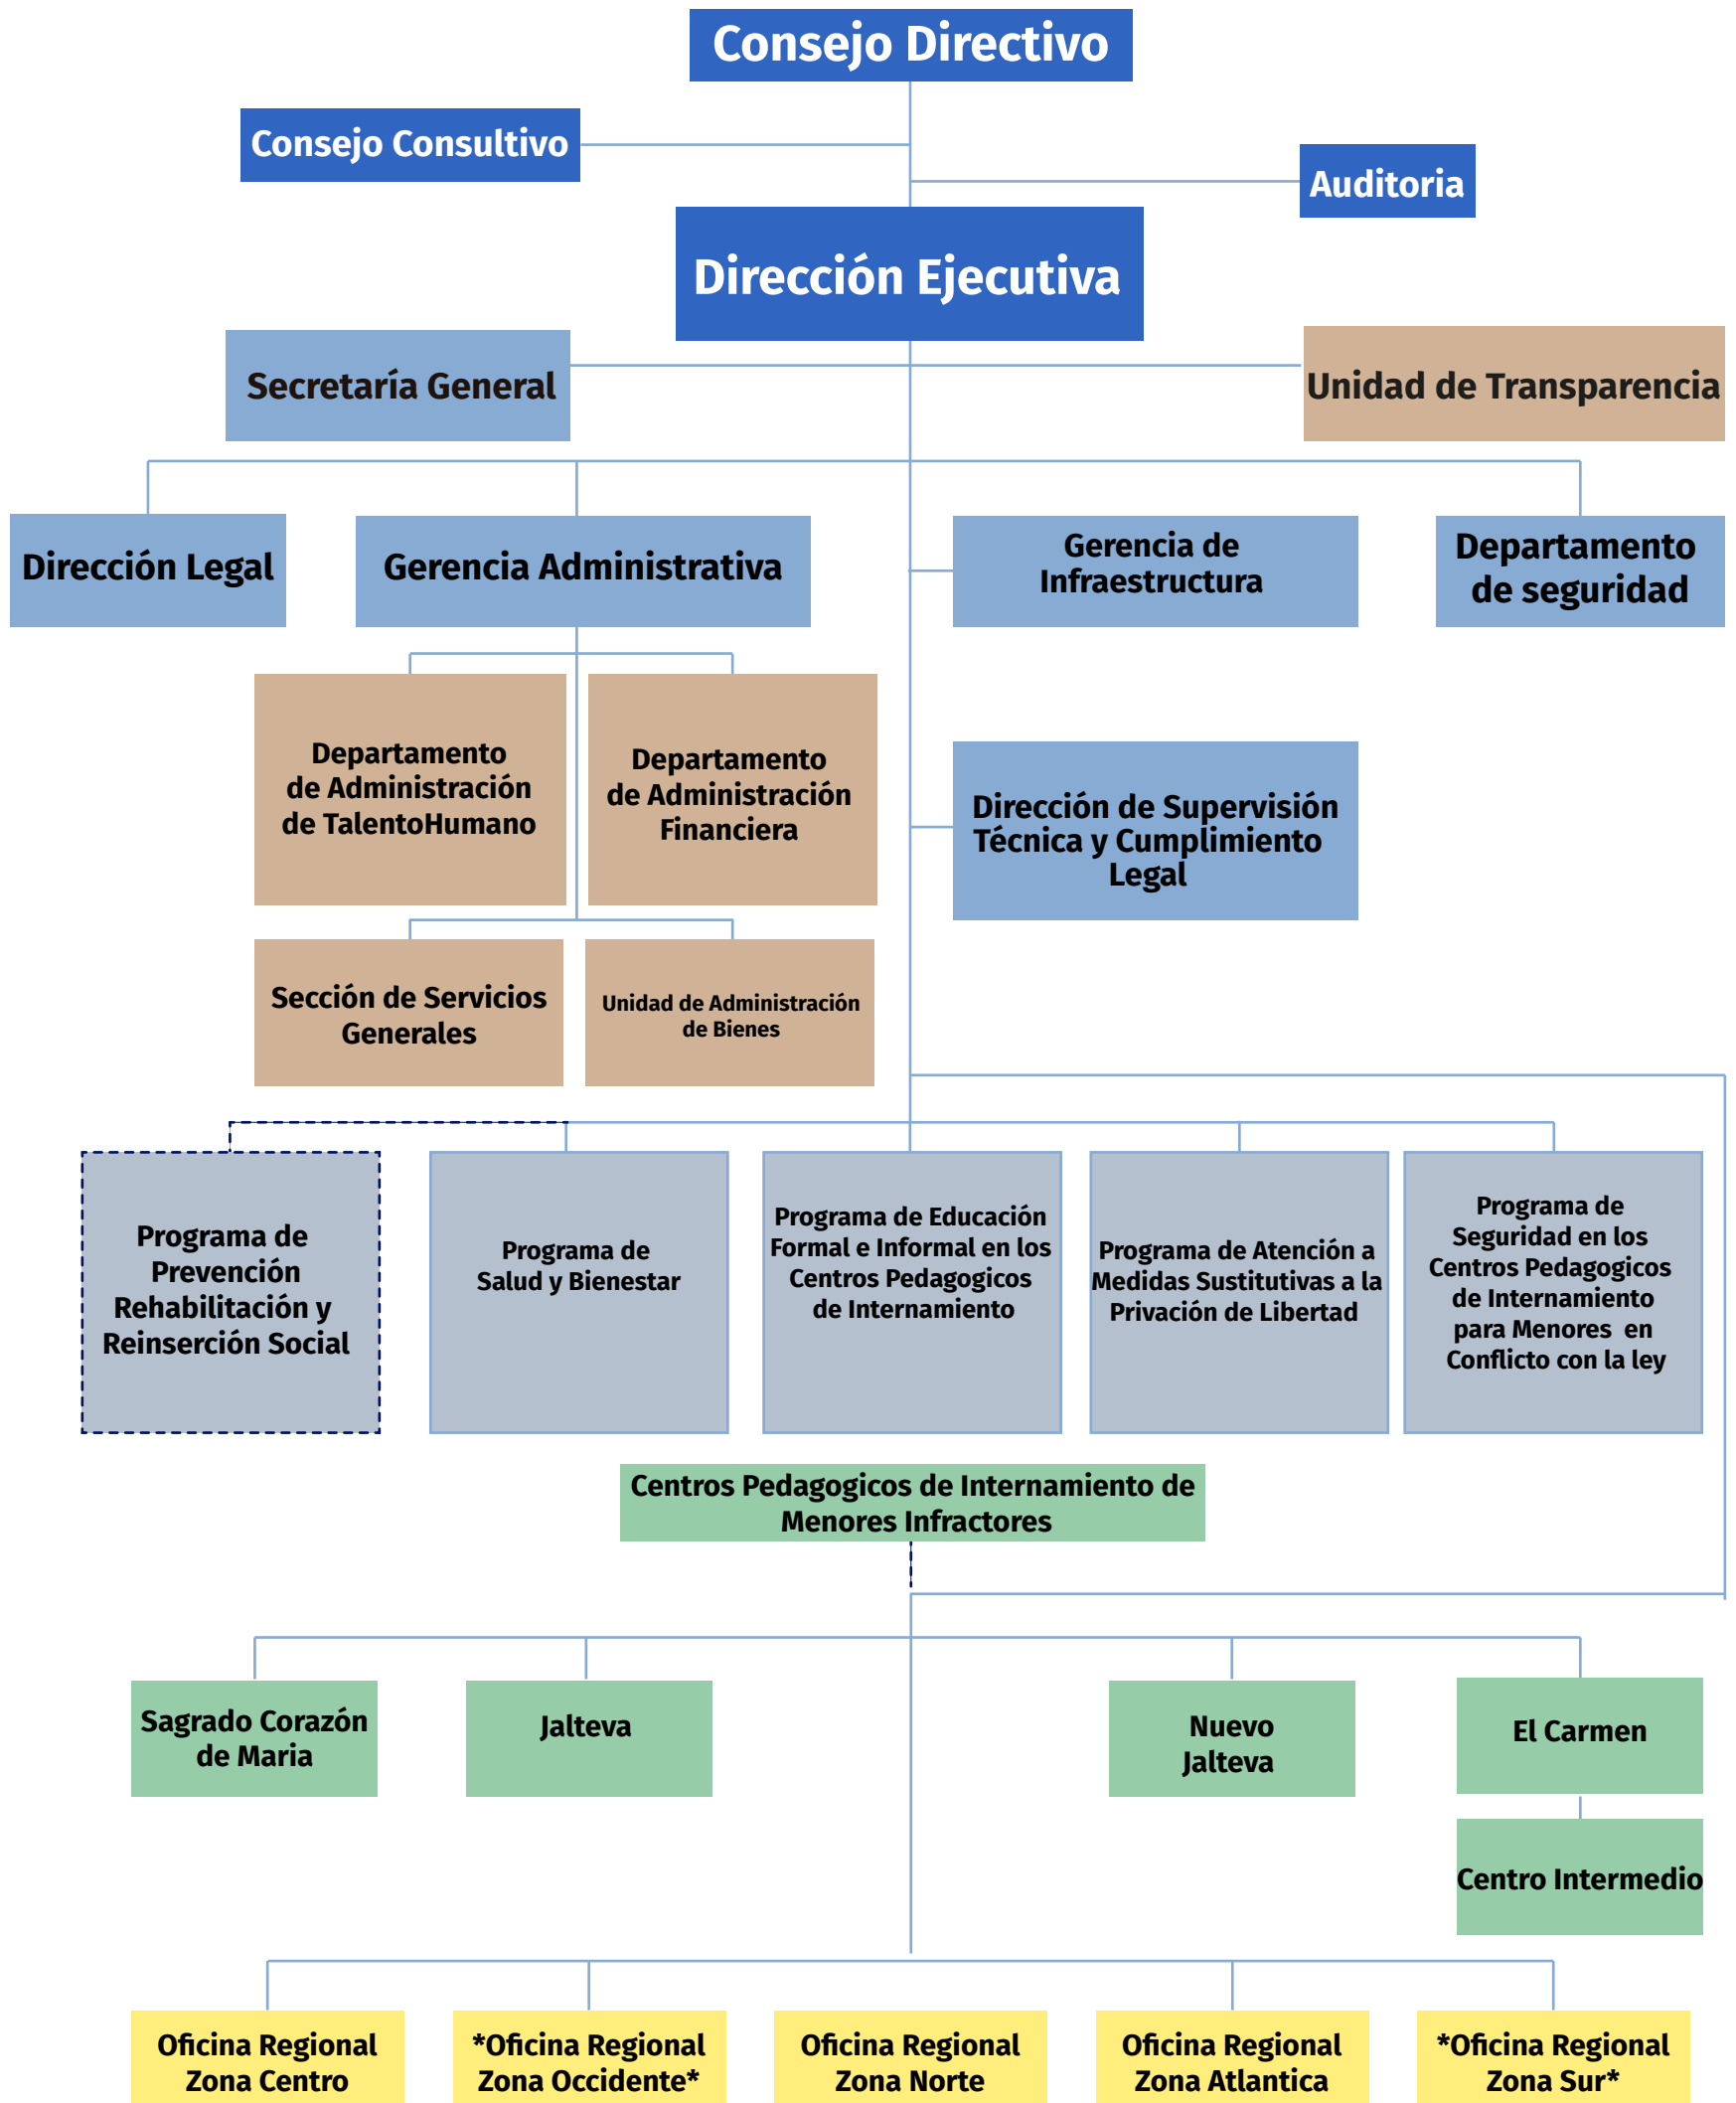 Consejo Directivo
Consejo Consultivo
Auditoria
Dirección Ejecutiva
Secretaría General
Unidad de Transparencia
Dirección Legal
Gerencia Administrativa
Gerencia de
Infraestructura
Departamento
de seguridad
Departamento
de Administración
de TalentoHumano
Departamento
de Administración
Financiera
Dirección de Supervisión
Técnica y Cumplimiento
Legal
Sección de Servicios
Generales
Unidad de Administración
de Bienes
Programa de
Prevención
Rehabilitación y
Reinserción Social
Programa de
Salud y Bienestar
Programa de Educación
Formal e Informal en los
Centros Pedagogicos
de Internamiento
Programa de Atención a
Medidas Sustitutivas a la
Privación de Libertad
Programa de
Seguridad en los
Centros Pedagogicos
de Internamiento
para Menores en
Conflicto con la ley
Centros Pedagogicos de Internamiento de
Menores Infractores
Sagrado Corazón
de Maria
Jalteva
Nuevo
Jalteva
El Carmen
Centro Intermedio
Oficina Regional
Zona Centro
*Oficina Regional
Zona Occidente*
Oficina Regional
Zona Norte
Oficina Regional
Zona Atlantica
*Oficina Regional
Zona Sur*